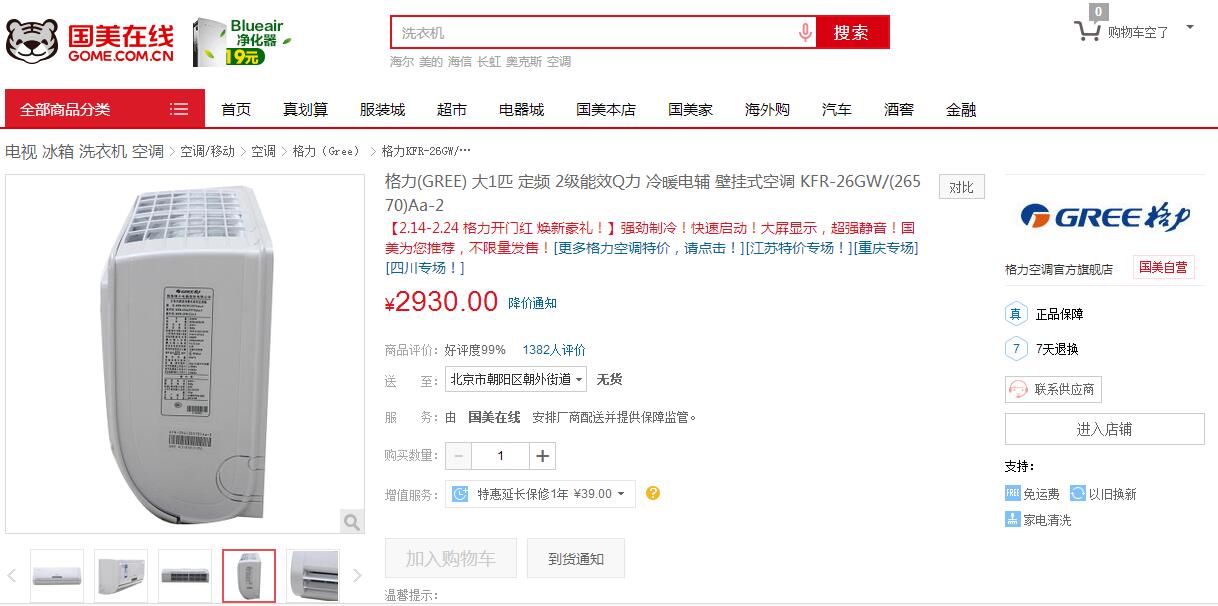 国美在线
GOME.COM.CN
Blueair
净化器
19元
洗衣机
搜索
海尔 美的 海信 长虹 奥克斯 空调
0
购物车空了
全部商品分类
首页 真划算 服装城 超市 电器城 国美本店 国美家 海外购 汽车 酒窖 金融
电视 冰箱 洗衣机 空调 > 空调/移动 > 空调 > 格力（Gree） > 格力KFR-26GW/…
格力(GREE) 大1匹 定频 2级能效Q力 冷暖电辅 壁挂式空调 KFR-26GW/(265
70)Aa-2
对比
【2.14-2.24 格力开门红 焕新豪礼！】强劲制冷！快速启动！大屏显示，超强静音！国
美为您推荐，不限量发售！[更多格力空调特价，请点击！][江苏特价专场！][重庆专场]
[四川专场！]
¥2930.00 降价通知
商品评价： 好评度99% 1382人评价
送 至： 北京市朝阳区朝外街道 无货
服 务： 由 国美在线 安排厂商配送并提供保障监管。
购买数量： － 1 +
增值服务： 特惠延长保修1年 ¥39.00 ?
加入购物车 到货通知
温馨提示：
GREE 格力
格力空调官方旗舰店 国美自营
真 正品保障
7 7天退换
联系供应商
进入店铺
支持：
FREE 免运费 以旧换新
家电清洗